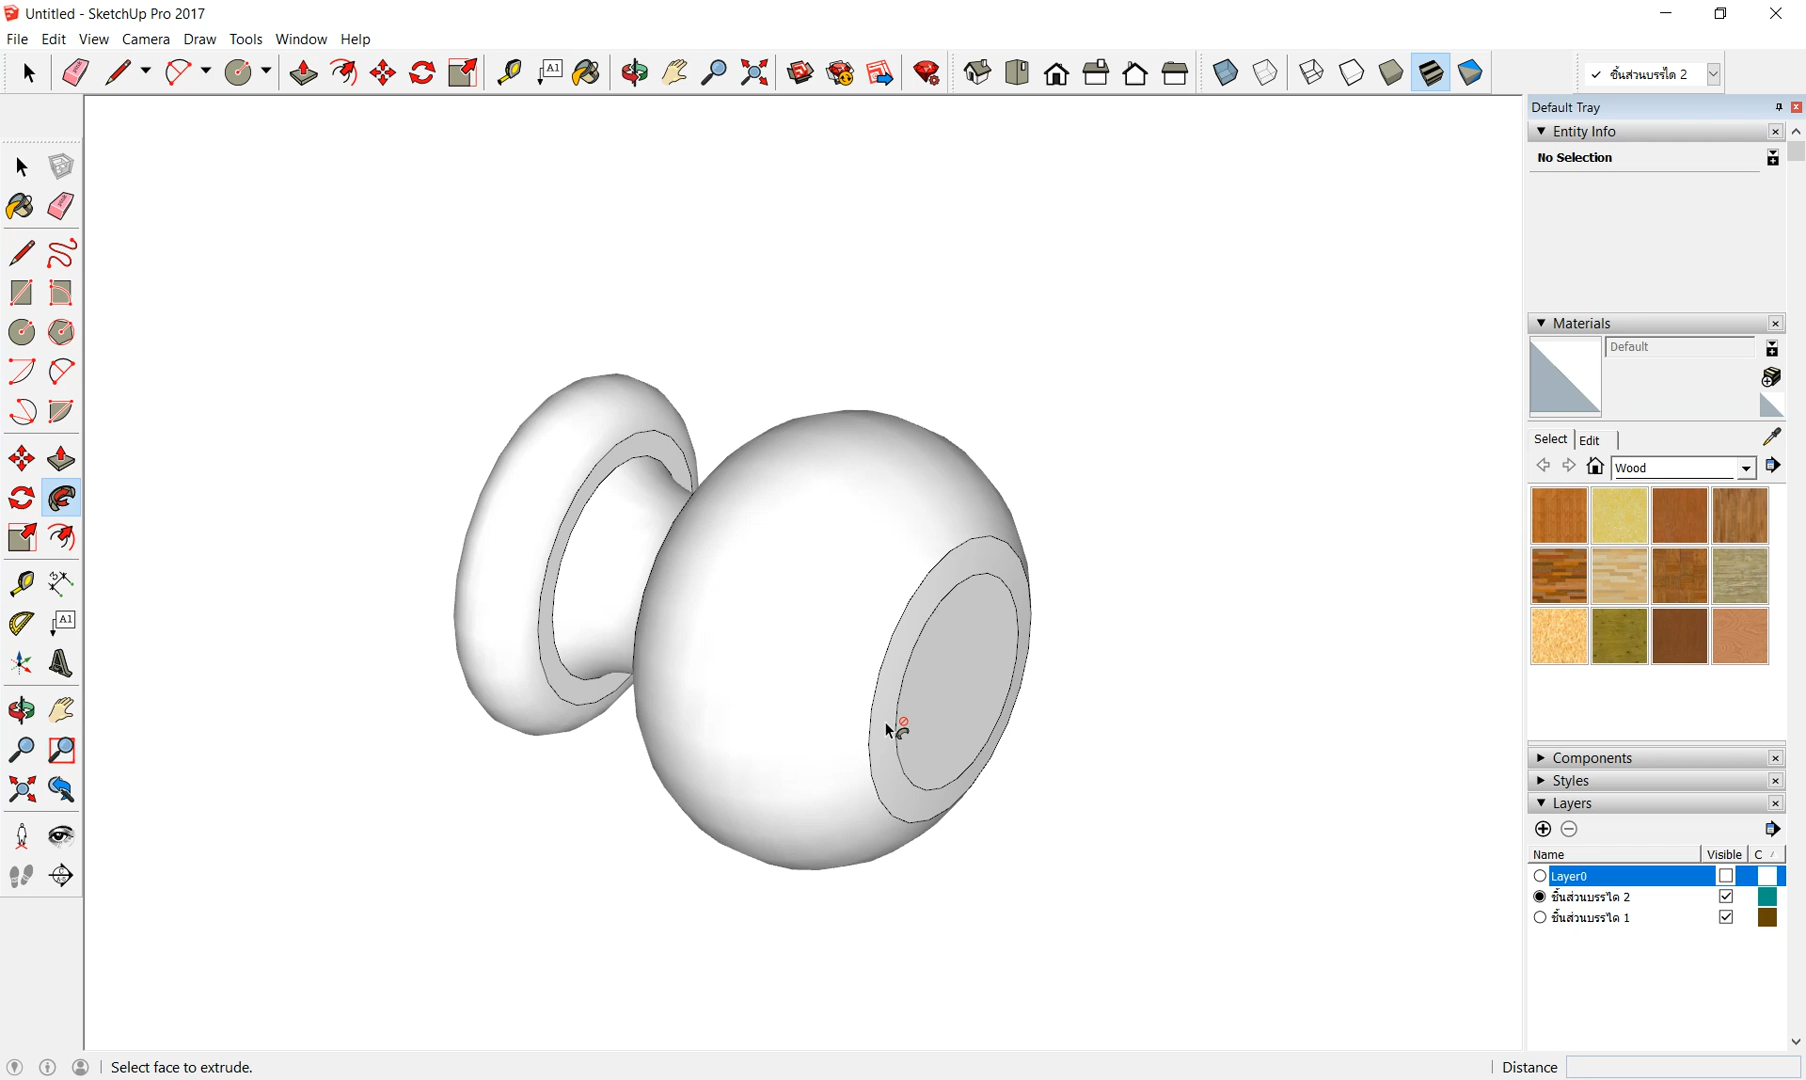 Untitled - SketchUp Pro 2017
File Edit View Camera Draw Tools Window Help
A1
✓ ชิ้นส่วนบรรได 2
Default Tray
Entity Info
No Selection
Materials
Default
Select Edit
Wood
A1
Components
Styles
Layers
Name Visible C
Layer0
ชิ้นส่วนบรรได 2
ชิ้นส่วนบรรได 1
Select face to extrude.
Distance